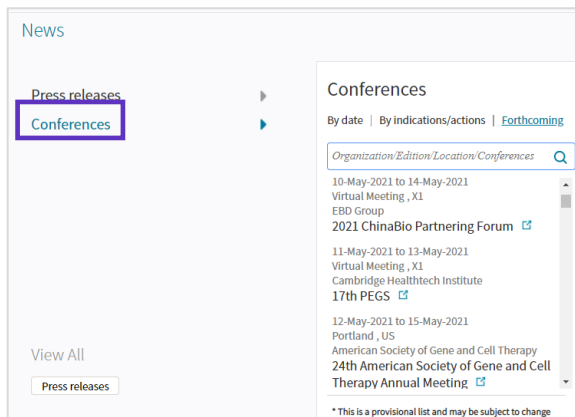 News
Press releases
Conferences
View All
Press releases
Conferences
By date | By indications/actions | Forthcoming
Organization/Edition/Location/Conferences
10-May-2021 to 14-May-2021
Virtual Meeting , X1
EBD Group
2021 ChinaBio Partnering Forum
11-May-2021 to 13-May-2021
Virtual Meeting , X1
Cambridge Healthtech Institute
17th PEGS
12-May-2021 to 15-May-2021
Portland , US
American Society of Gene and Cell Therapy
24th American Society of Gene and Cell
Therapy Annual Meeting
* This is a provisional list and may be subject to change